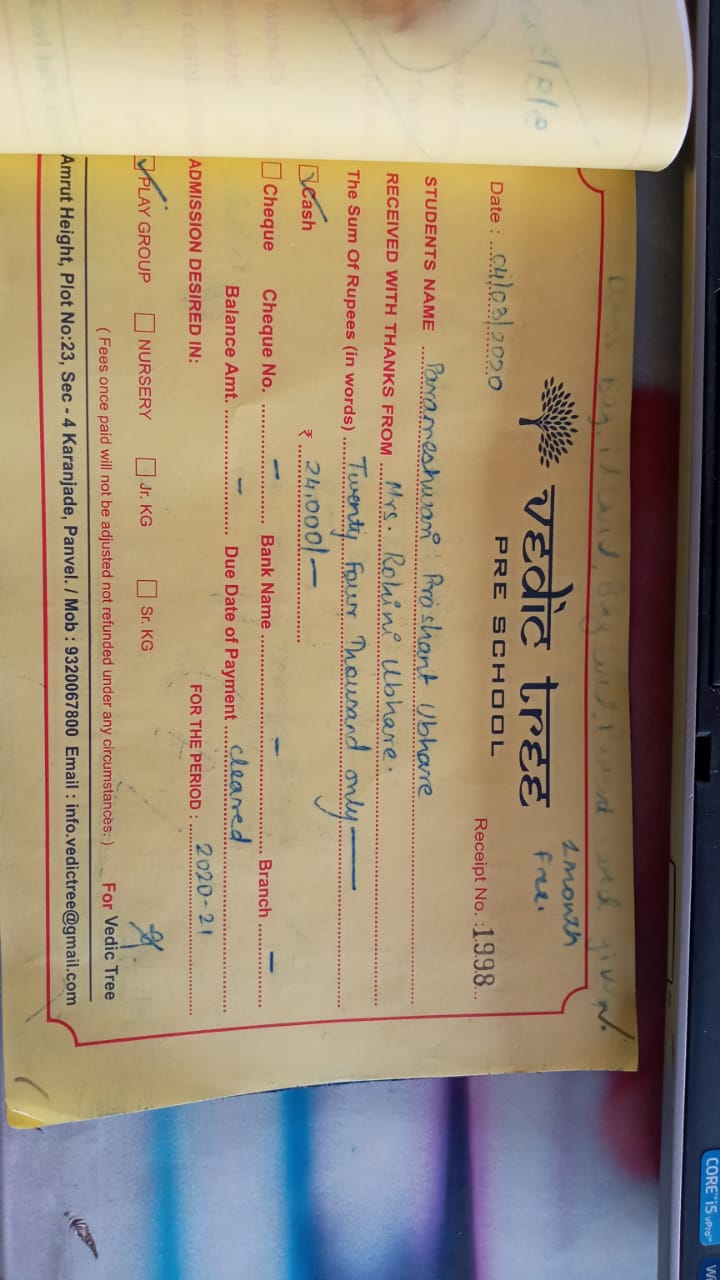 given.
1 month
free.
vedic tree
PRE SCHOOL
Date : 04/03/2020 Receipt No. : 1998
STUDENTS NAME Parameshwari Prashant Ubhare
RECEIVED WITH THANKS FROM Mrs. Rohini Ubhare.
The Sum Of Rupees (in words) Twenty Four Thousand only
Cash ₹ 24,000/-
Cheque Cheque No. - Bank Name - Branch -
Balance Amt. - Due Date of Payment cleared
ADMISSION DESIRED IN: FOR THE PERIOD : 2020-21
PLAY GROUP NURSERY Jr. KG Sr. KG
( Fees once paid will not be adjusted not refunded under any circumstances. ) For Vedic Tree
Amrut Height, Plot No:23, Sec - 4 Karanjade, Panvel. / Mob : 9320067800 Email : info.vedictree@gmail.com
CORE i5 vPro